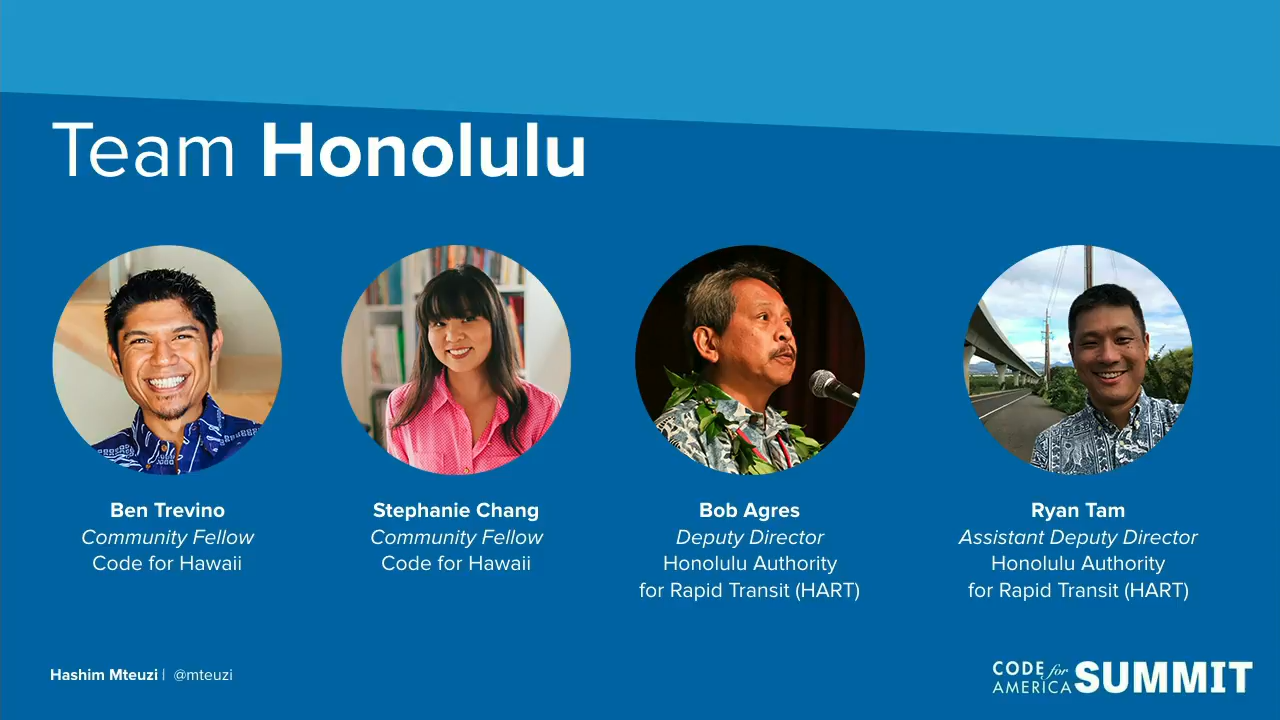 Team Honolulu
Ben Trevino
Community Fellow
Code for Hawaii
Stephanie Chang
Community Fellow
Code for Hawaii
Bob Agres
Deputy Director
Honolulu Authority
for Rapid Transit (HART)
Ryan Tam
Assistant Deputy Director
Honolulu Authority
for Rapid Transit (HART)
Hashim Mteuzi | @mteuzi
CODE for
AMERICA SUMMIT